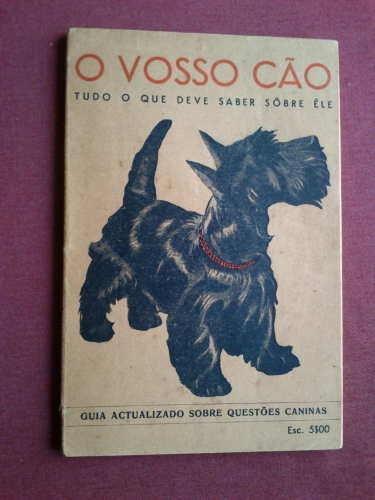 O VOSSO CÃO
TUDO O QUE DEVE SABER SÔBRE ÊLE
GUIA ACTUALIZADO SOBRE QUESTÕES CANINAS
Esc. 5$00